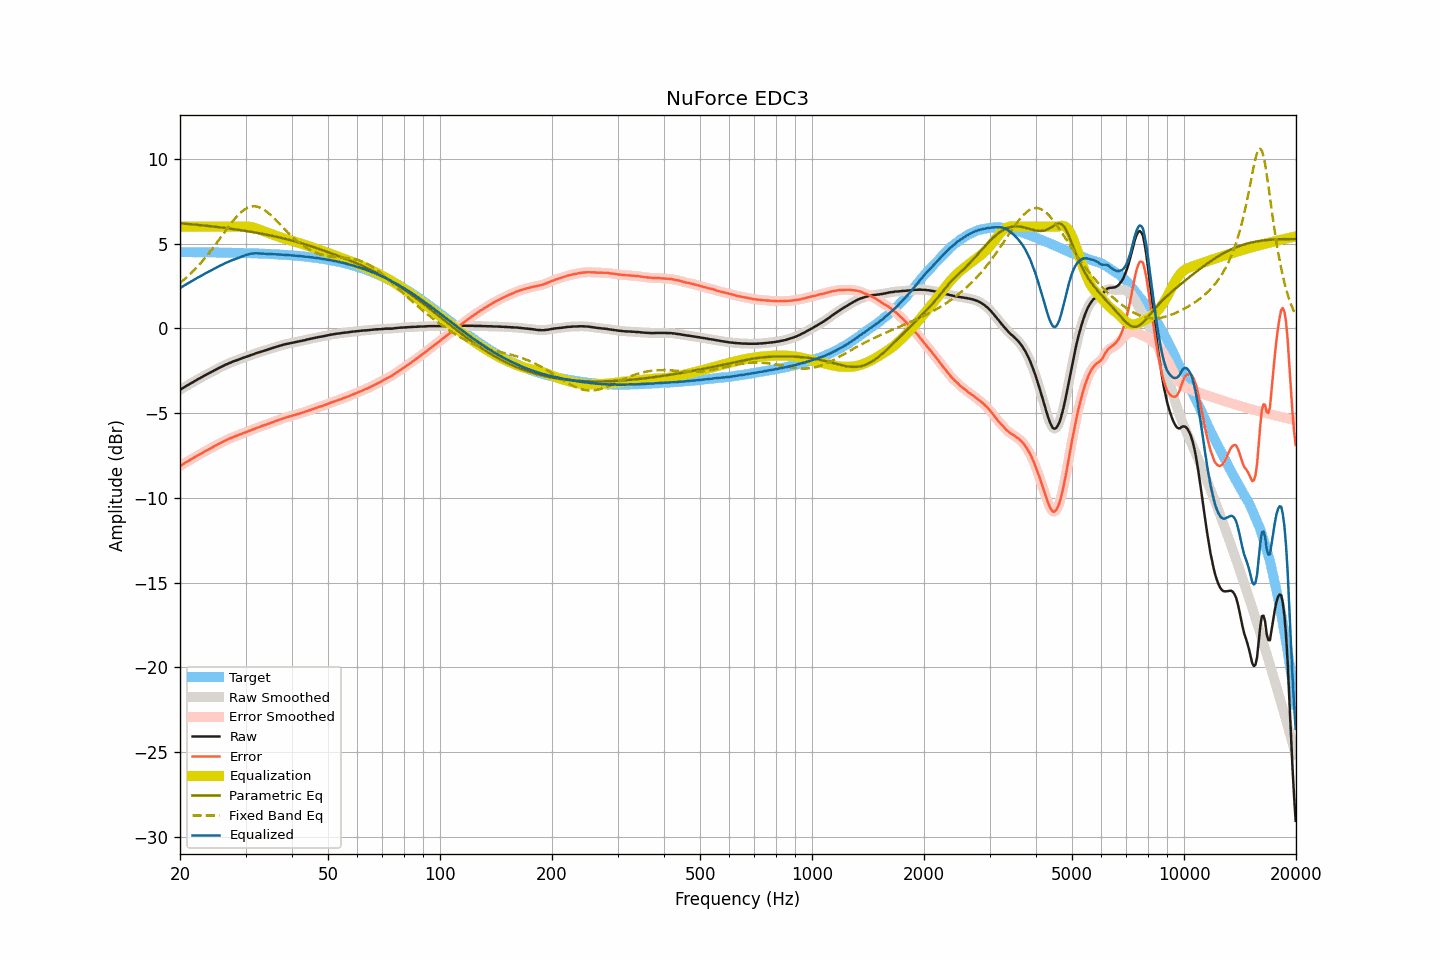 NuForce EDC3
Amplitude (dBr)
10
5
0
−5
−10
−15
−20
−25
−30
Target
Raw Smoothed
Error Smoothed
Raw
Error
Equalization
Parametric Eq
Fixed Band Eq
Equalized
20 50 100 200 500 1000 2000 5000 10000 20000
Frequency (Hz)